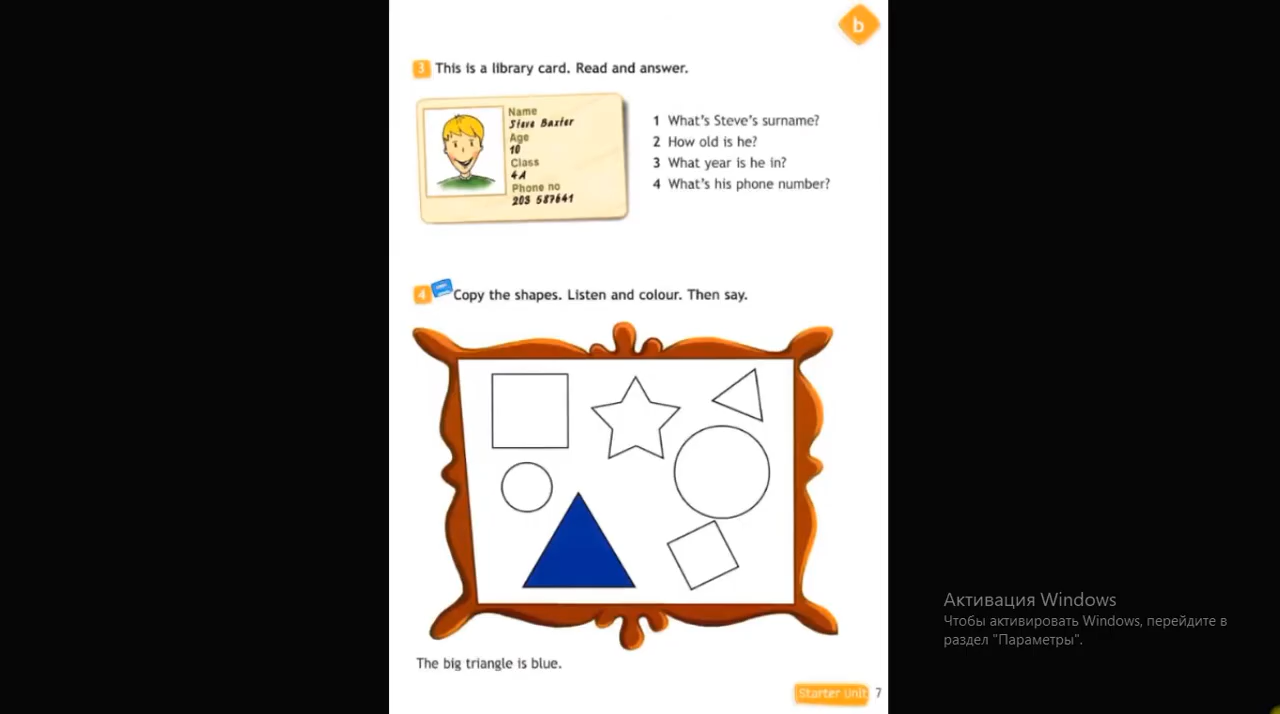 b
3 This is a library card. Read and answer.
Name
Steve Baxter
Age
10
Class
4A
Phone no
203 587641
1 What's Steve's surname?
2 How old is he?
3 What year is he in?
4 What's his phone number?
4 Copy the shapes. Listen and colour. Then say.
The big triangle is blue.
Starter Unit 7
Активация Windows
Чтобы активировать Windows, перейдите в
раздел "Параметры".